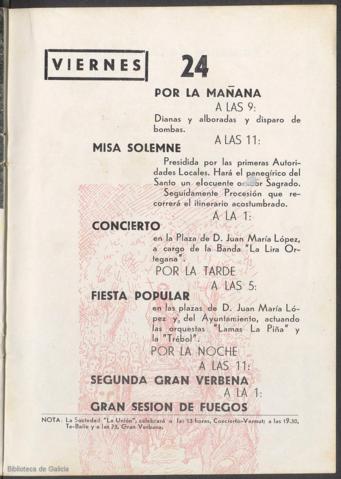 VIERNES 24
POR LA MAÑANA
A LAS 9:
Dianas y alboradas y disparo de
bombas.
A LAS 11:
MISA SOLEMNE
Presidida por las primeras Autori-
dades Locales. Hará el panegírico del
Santo un elocuente orador Sagrado.
Seguidamente Procesión que re-
correrá el itinerario acostumbrado.
A LA 1:
CONCIERTO
en la Plaza de D. Juan María López,
a cargo de la Banda "La Lira Or-
tegana".
POR LA TARDE
A LAS 5:
FIESTA POPULAR
en las plazas de D. Juan María Ló-
pez y, del Ayuntamiento, actuando
las orquestas "Lamas La Piña" y
la "Trébol".
POR LA NOCHE
A LAS 11:
SEGUNDA GRAN VERBENA
A LA 1:
GRAN SESION DE FUEGOS
NOTA: La Sociedad "La Unión", celebrará a las 13 horas, Concierto-Vermut; a las 19.30,
Te-Baile y a las 23, Gran Verbena.
Biblioteca de Galicia